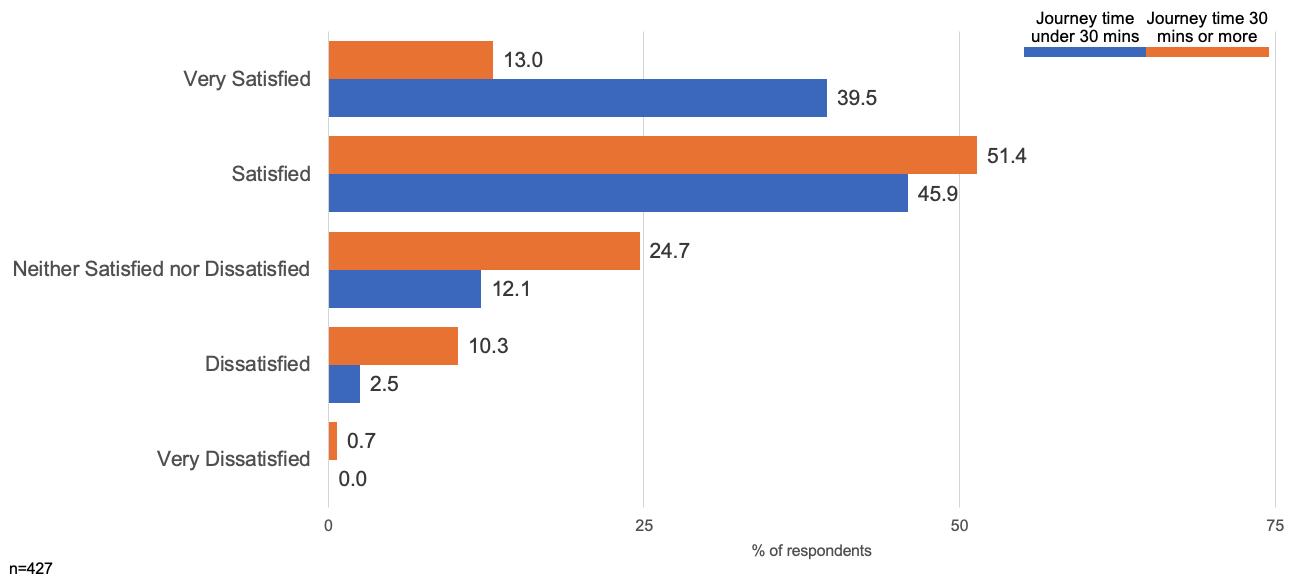 Journey time under 30 mins
Journey time 30 mins or more
Very Satisfied
13.0
39.5
Satisfied
51.4
45.9
Neither Satisfied nor Dissatisfied
24.7
12.1
Dissatisfied
10.3
2.5
Very Dissatisfied
0.7
0.0
0 25 50 75
% of respondents
n=427